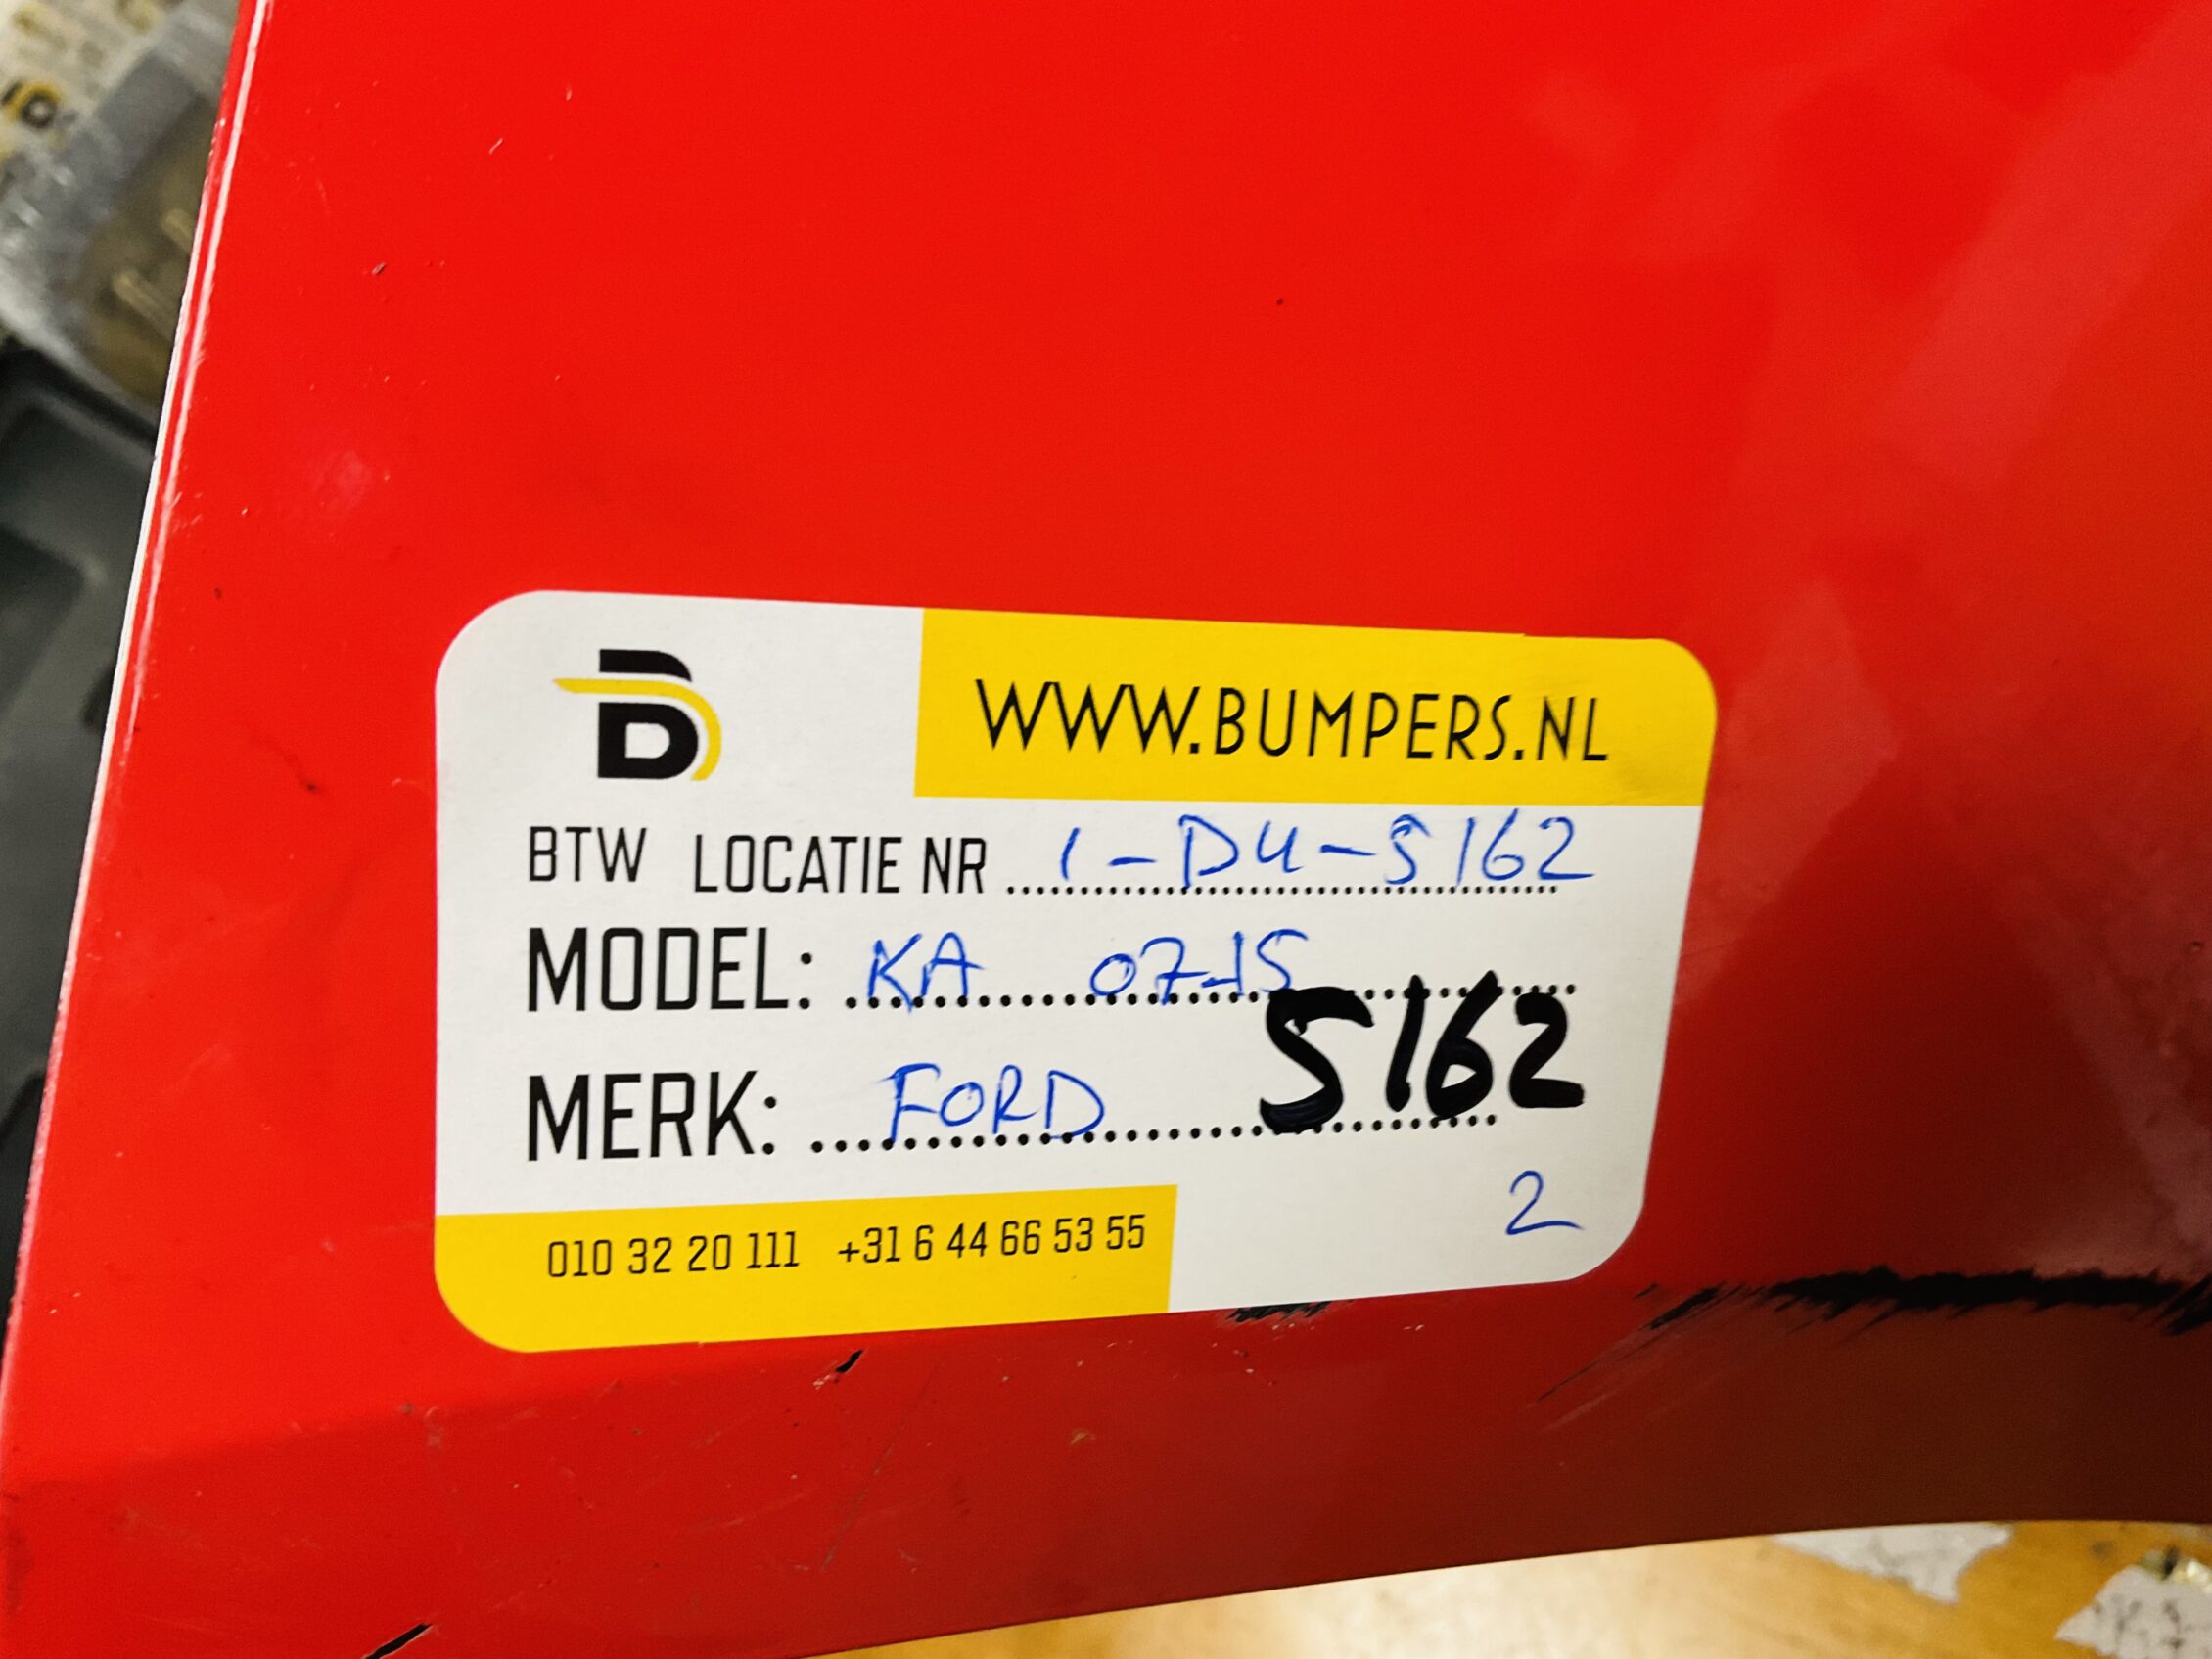 WWW.BUMPERS.NL
BTW LOCATIE NR 1-D4-S162
MODEL: KA 07-15
S162
MERK: FORD
2
010 32 20 111 +31 6 44 66 53 55